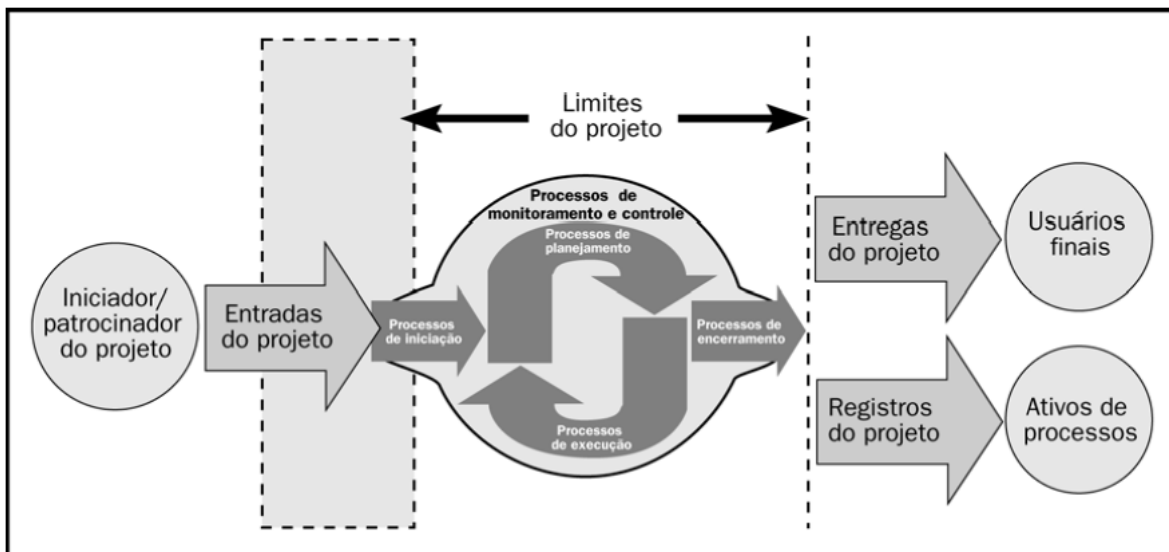 Limites
do projeto
Processos de
monitoramento e controle
Processos de
planejamento
Iniciador/
patrocinador
do projeto
Entradas
do projeto
Processos
de iniciação
Processos de
encerramento
Processos
de execução
Entregas
do projeto
Usuários
finais
Registros
do projeto
Ativos de
processos